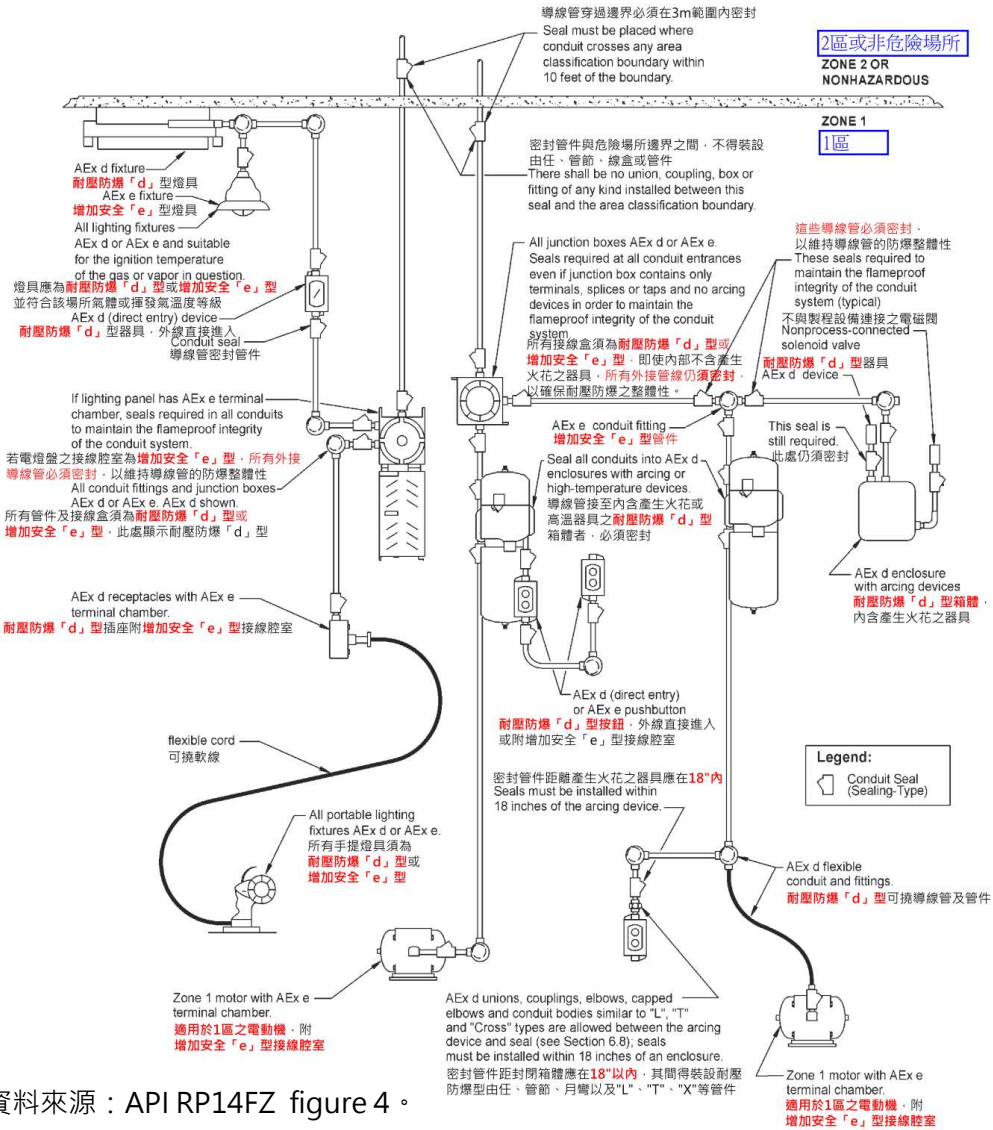 導線管穿過邊界必須在3m範圍內密封
Seal must be placed where
conduit crosses any area
classification boundary within
10 feet of the boundary.
2區或非危險場所
ZONE 2 OR
NONHAZARDOUS
ZONE 1
1區
密封管件與危險場所邊界之間，不得裝設
由任、管節、線盒或管件
There shall be no union, coupling, box or
fitting of any kind installed between this
seal and the area classification boundary.
AEx d fixture
耐壓防爆「d」型燈具
AEx e fixture
增加安全「e」型燈具
All lighting fixtures
AEx d or AEx e and suitable
for the ignition temperature
of the gas or vapor in question.
燈具應為耐壓防爆「d」型或增加安全「e」型
並符合該場所氣體或揮發氣溫度等級
AEx d (direct entry) device
耐壓防爆「d」型器具，外線直接進入
Conduit seal
導線管密封管件
All junction boxes AEx d or AEx e.
Seals required at all conduit entrances
even if junction box contains only
terminals, splices or taps and no arcing
devices in order to maintain the
flameproof integrity of the conduit
system
所有接線盒須為耐壓防爆「d」型或
增加安全「e」型，即使內部不含產生
火花之器具，所有外接管線仍須密封，
以確保耐壓防爆之整體性。
這些導線管必須密封，
以維持導線管的防爆整體性
These seals required to
maintain the flameproof
integrity of the conduit
system (typical)
不與製程設備連接之電磁閥
Nonprocess-connected
solenoid valve
耐壓防爆「d」型器具
AEx d device
If lighting panel has AEx e terminal
chamber, seals required in all conduits
to maintain the flameproof integrity
of the conduit system.
若電燈盤之接線腔室為增加安全「e」型，所有外接
導線管必須密封，以維持導線管的防爆整體性
All conduit fittings and junction boxes
AEx d or AEx e. AEx d shown.
所有管件及接線盒須為耐壓防爆「d」型或
增加安全「e」型，此處顯示耐壓防爆「d」型
AEx e conduit fitting
增加安全「e」型管件
Seal all conduits into AEx d
enclosures with arcing or
high-temperature devices.
導線管接至內含產生火花或
高溫器具之耐壓防爆「d」型
箱體者，必須密封
This seal is
still required.
此處仍須密封
AEx d enclosure
with arcing devices
耐壓防爆「d」型箱體，
內含產生火花之器具
AEx d receptacles with AEx e
terminal chamber.
耐壓防爆「d」型插座附增加安全「e」型接線腔室
AEx d (direct entry)
or AEx e pushbutton
耐壓防爆「d」型按鈕，外線直接進入
或附增加安全「e」型接線腔室
flexible cord
可撓軟線
Legend:
Conduit Seal
(Sealing-Type)
密封管件距離產生火花之器具應在18"內
Seals must be installed within
18 inches of the arcing device.
All portable lighting
fixtures AEx d or AEx e.
所有手提燈具須為
耐壓防爆「d」型或
增加安全「e」型
AEx d flexible
conduit and fittings.
耐壓防爆「d」型可撓導線管及管件
Zone 1 motor with AEx e
terminal chamber.
適用於1區之電動機，附
增加安全「e」型接線腔室
AEx d unions, couplings, elbows, capped
elbows and conduit bodies similar to "L", "T"
and "Cross" types are allowed between the arcing
device and seal (see Section 6.8); seals
must be installed within 18 inches of an enclosure.
密封管件距封閉箱體應在18"以內，其間得裝設耐壓
防爆型由任、管節、月彎以及"L"、"T"、"X"等管件
Zone 1 motor with AEx e
terminal chamber.
適用於1區之電動機，附
增加安全「e」型接線腔室
資料來源：API RP14FZ figure 4。